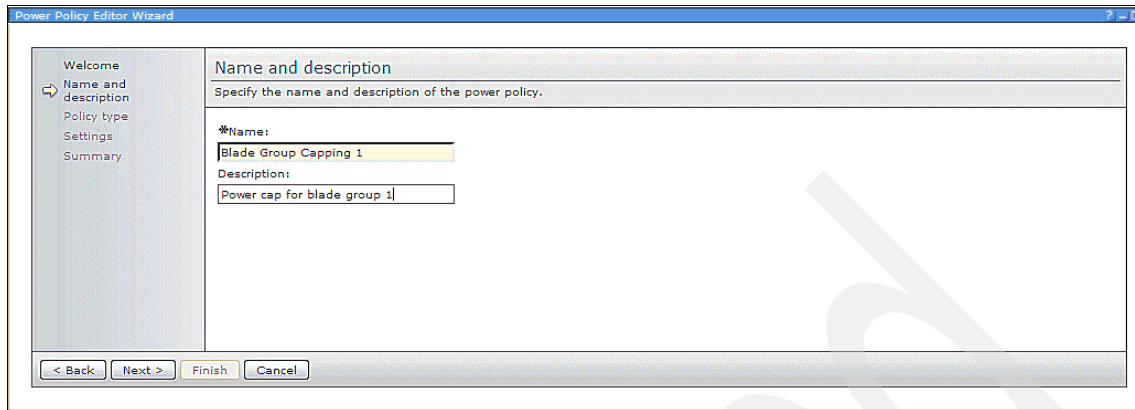 Power Policy Editor Wizard
Welcome
Name and
description
Policy type
Settings
Summary
Name and description
Specify the name and description of the power policy.
*Name:
Blade Group Capping 1
Description:
Power cap for blade group 1
< Back
Next >
Finish
Cancel